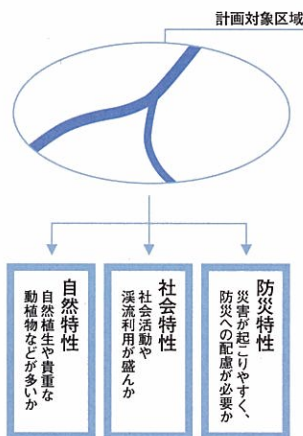 計画対象区域
防災特性
災害が起こりやすく、
防災への配慮が必要か
社会特性
社会活動や
渓流利用が盛んか
自然特性
自然植生や貴重な
動植物などが多いか